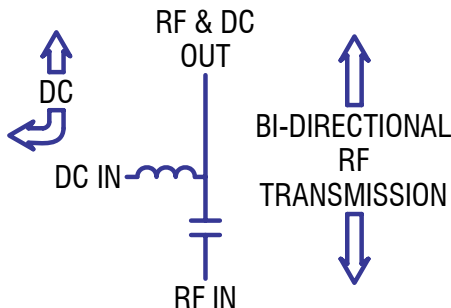 RF & DC
OUT
DC
DC IN
RF IN
BI-DIRECTIONAL
RF
TRANSMISSION